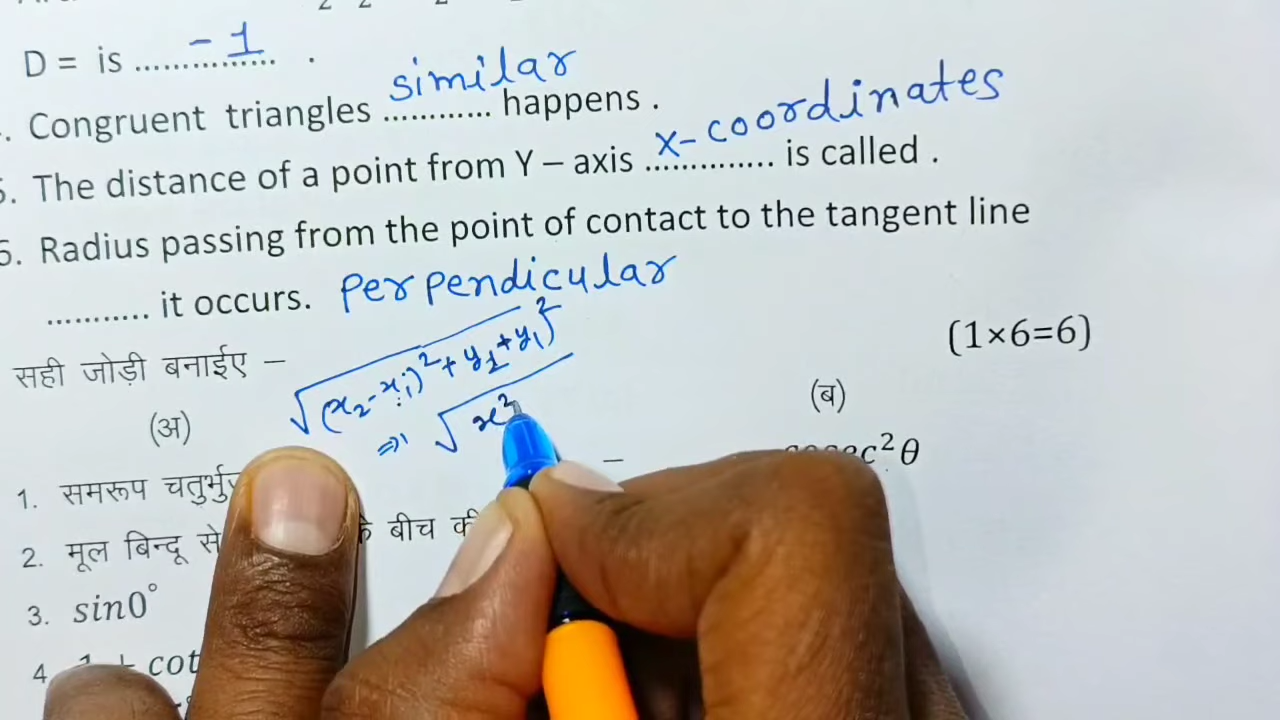 D = is ............... . - 1
. Congruent triangles ............ happens . similar
5. The distance of a point from Y – axis .............. is called . x-coordinates
6. Radius passing from the point of contact to the tangent line
........... it occurs. Perpendicular
(1×6=6)
सही जोड़ी बनाईए –
√(x₂-x₁)²+y₂+y₁)²
(अ) (ब)
⇒ √x²
1. समरूप c²θ
2. मूल बिन्दू से के बीच की
3. sin0°
4 1 + cot